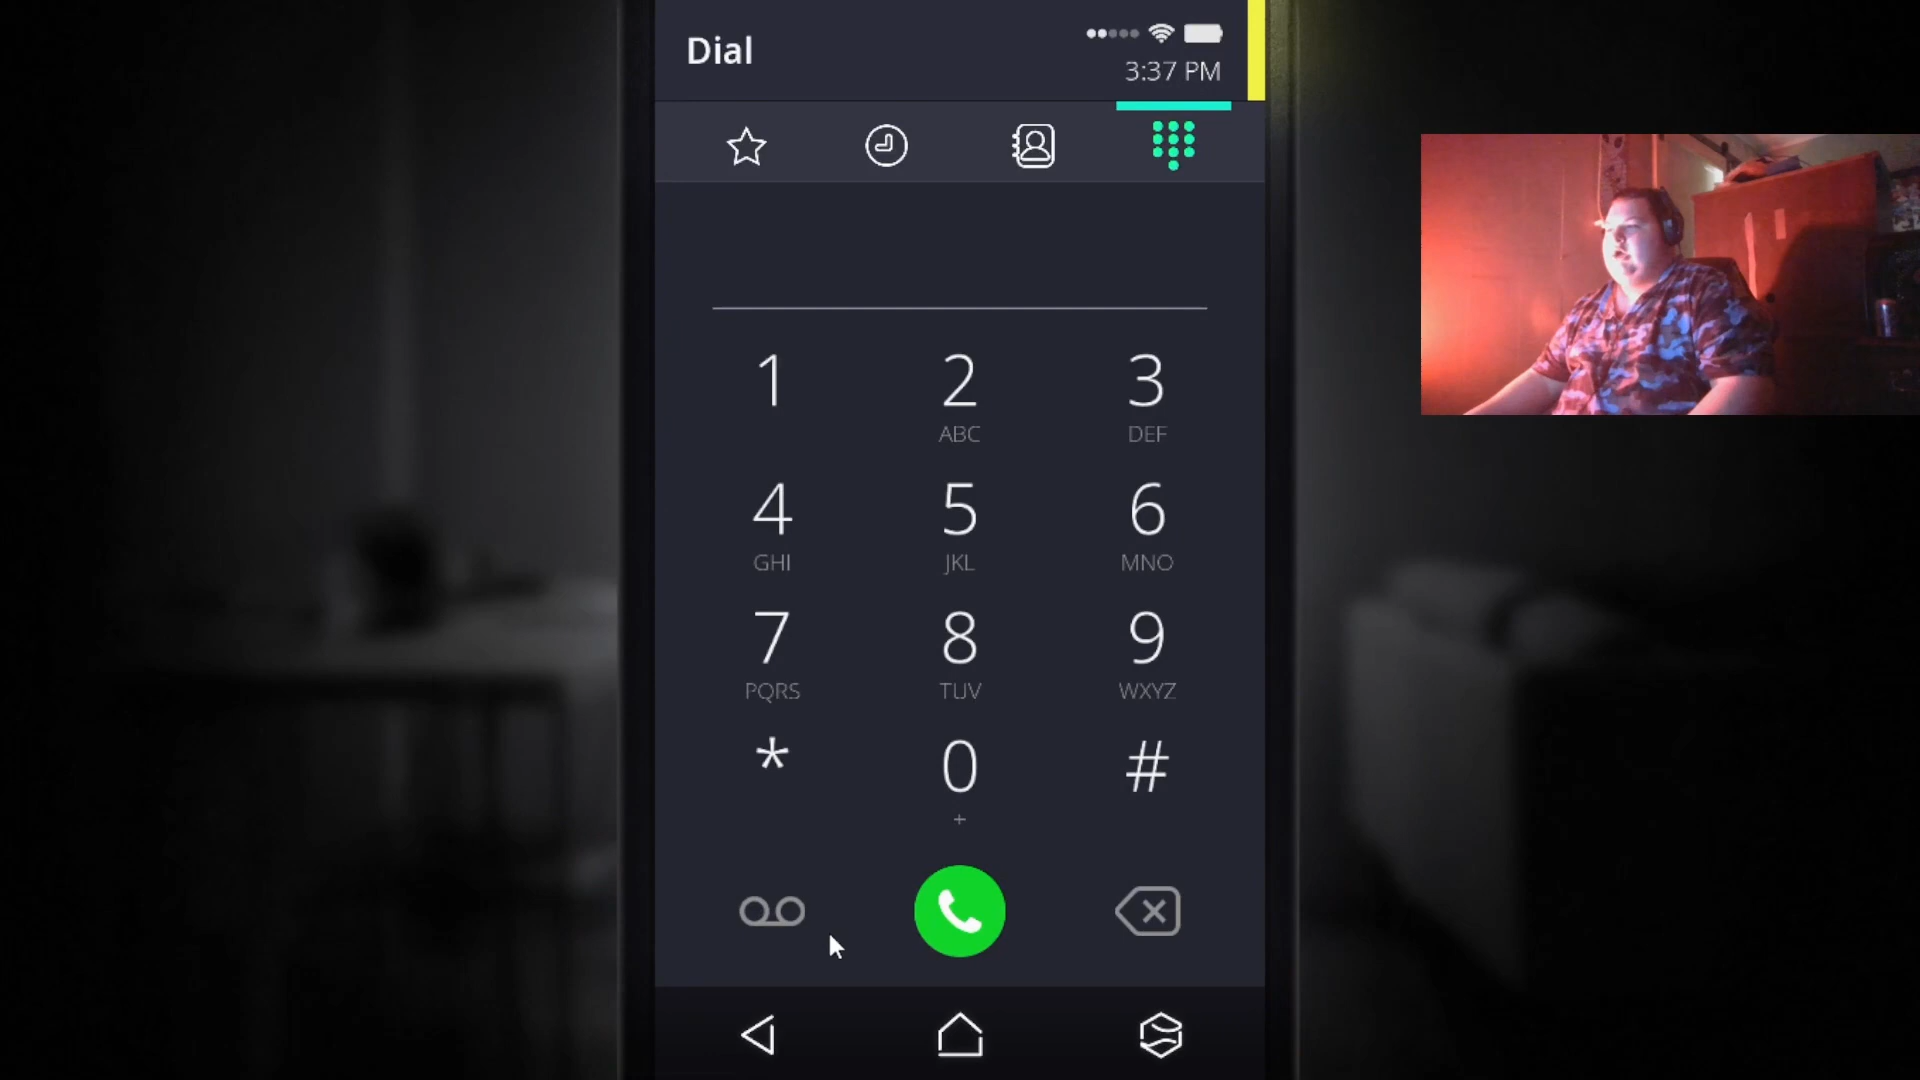 Dial
3:37 PM
1 2 3
ABC DEF
4 5 6
GHI JKL MNO
7 8 9
PQRS TUV WXYZ
* 0 #
+